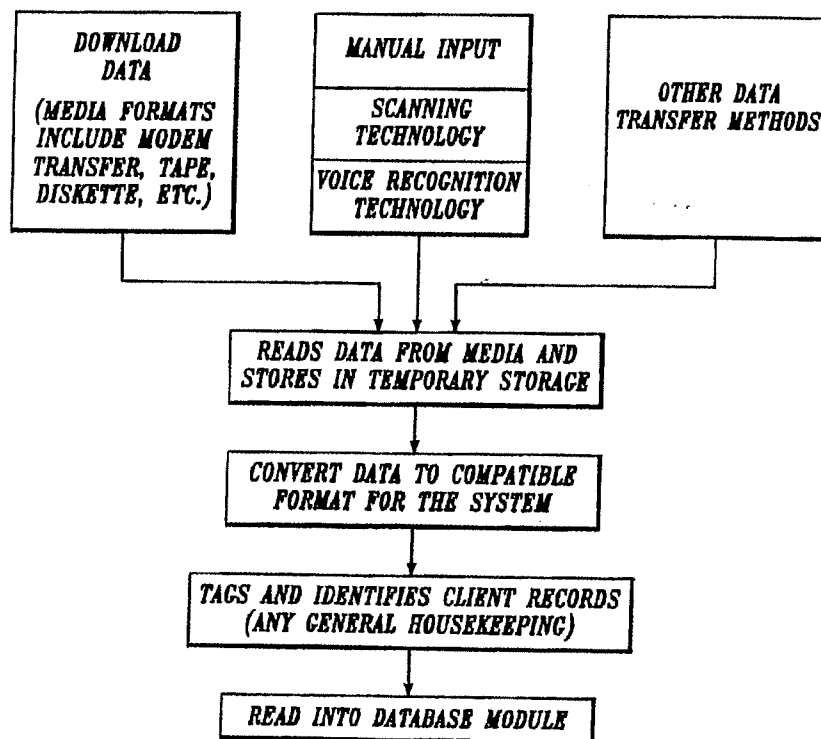 DOWNLOAD
DATA
(MEDIA FORMATS
INCLUDE MODEM
TRANSFER, TAPE,
DISKETTE, ETC.)
MANUAL INPUT
SCANNING
TECHNOLOGY
VOICE RECOGNITION
TECHNOLOGY
OTHER DATA
TRANSFER METHODS
READS DATA FROM MEDIA AND
STORES IN TEMPORARY STORAGE
CONVERT DATA TO COMPATIBLE
FORMAT FOR THE SYSTEM
TAGS AND IDENTIFIES CLIENT RECORDS
(ANY GENERAL HOUSEKEEPING)
READ INTO DATABASE MODULE